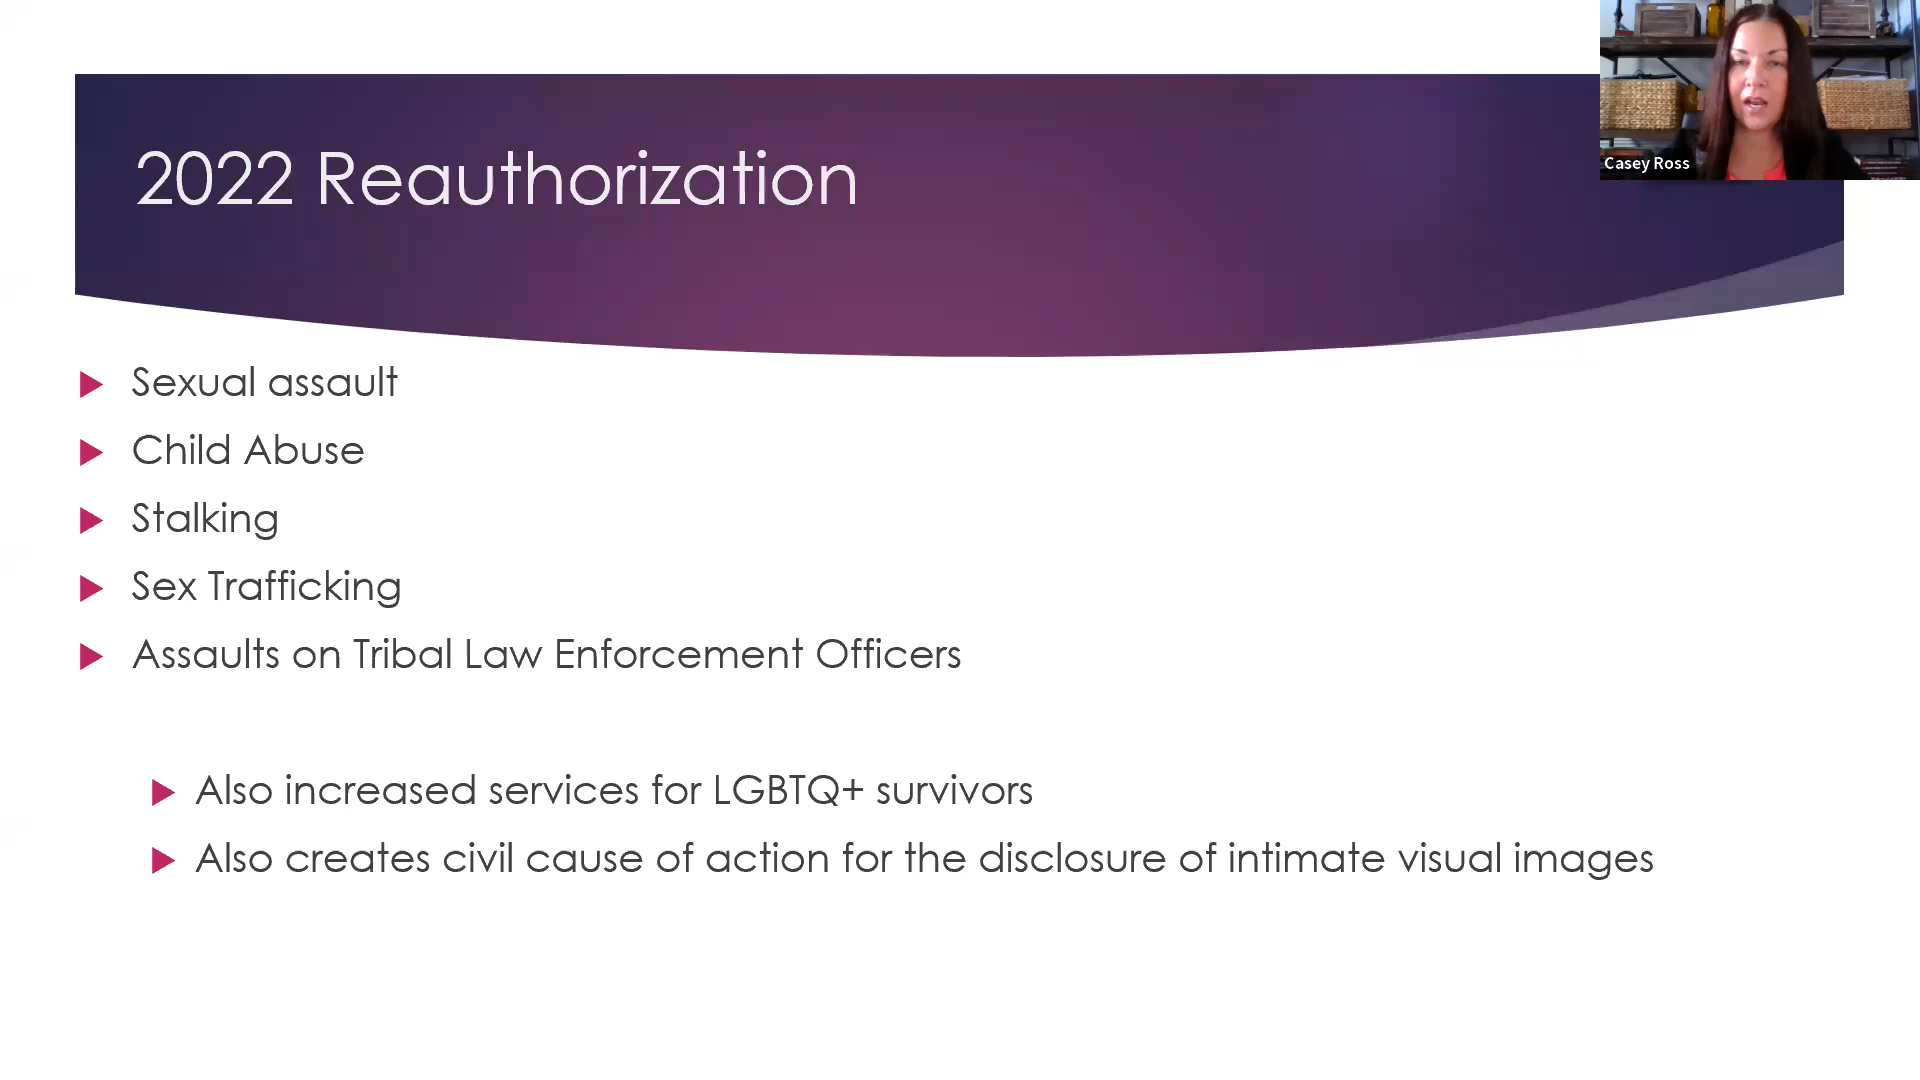 Casey Ross
2022 Reauthorization
Sexual assault
Child Abuse
Stalking
Sex Trafficking
Assaults on Tribal Law Enforcement Officers
Also increased services for LGBTQ+ survivors
Also creates civil cause of action for the disclosure of intimate visual images